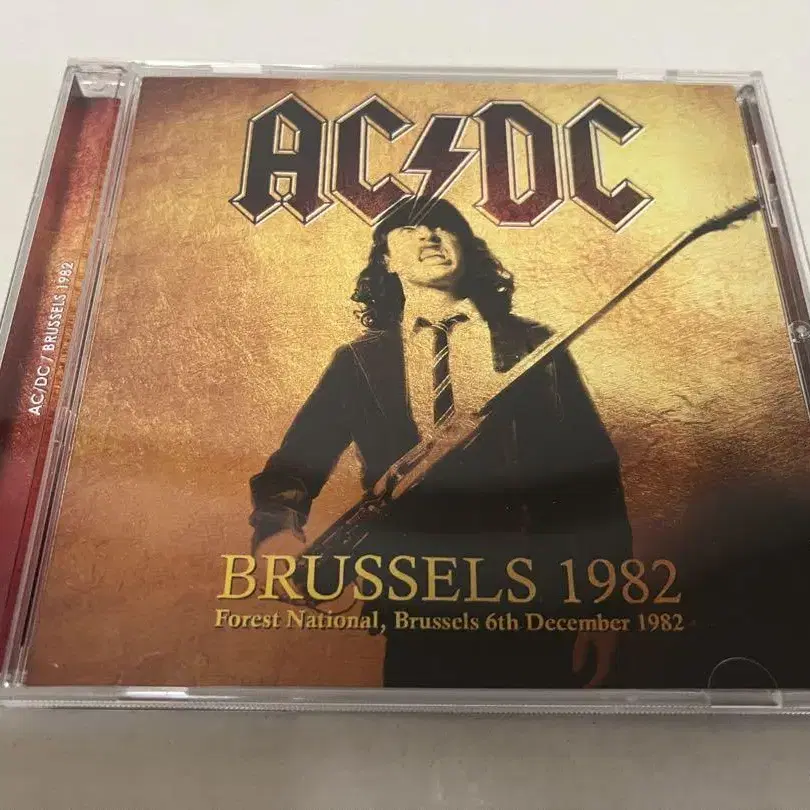 AC/DC
AC/DC / BRUSSELS 1982
BRUSSELS 1982
Forest National, Brussels 6th December 1982